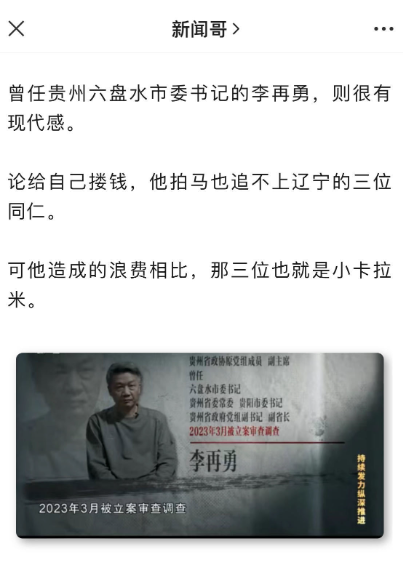 新闻哥
曾任贵州六盘水市委书记的李再勇，则很有
现代感。
论给自己搂钱，他拍马也追不上辽宁的三位
同仁。
可他造成的浪费相比，那三位也就是小卡拉
米。
贵州省政协原党组成员 副主席
曾任
六盘水市委书记
贵州省委常委 贵阳市委书记
贵州省政府党组副书记 副省长
2023年3月被立案审查调查
李再勇
持续发力纵深推进
2023年3月被立案审查调查